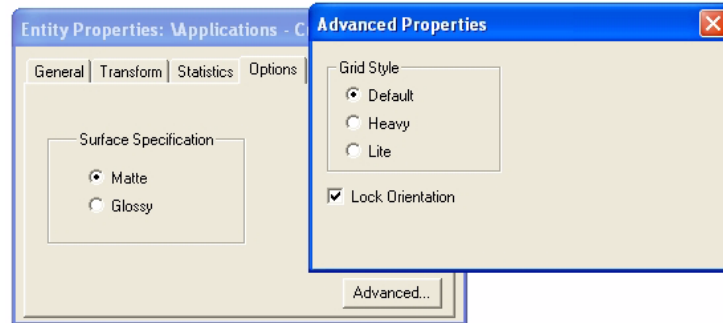 Entity Properties: \Applications - C
General Transform Statistics Options
Surface Specification
Matte
Glossy
Advanced...
Advanced Properties
Grid Style
Default
Heavy
Lite
Lock Orientation